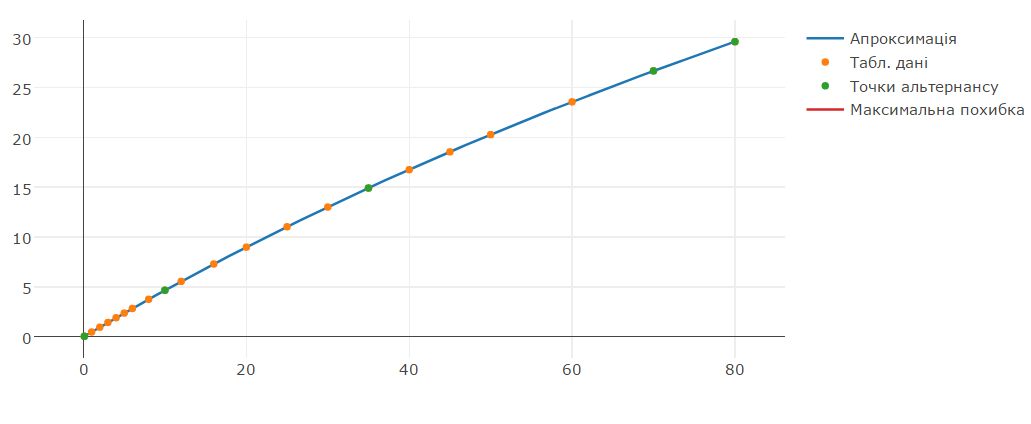 30
25
20
15
10
5
0
0 20 40 60 80
Апроксимація
Табл. дані
Точки альтернансу
Максимальна похибка